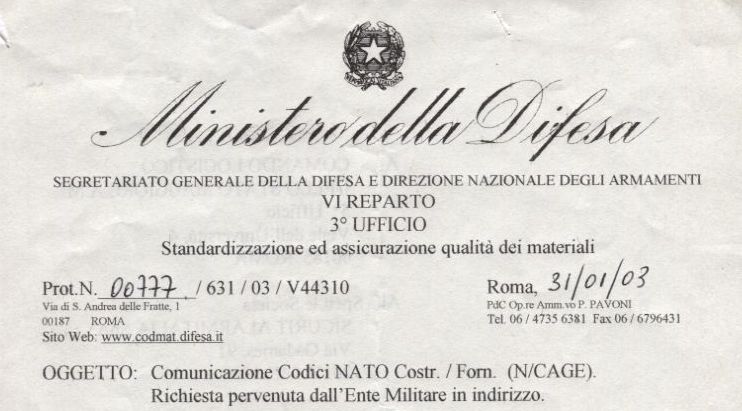 Ministero della Difesa
SEGRETARIATO GENERALE DELLA DIFESA E DIREZIONE NAZIONALE DEGLI ARMAMENTI
VI REPARTO
3° UFFICIO
Standardizzazione ed assicurazione qualità dei materiali
Prot.N. 00777 / 631 / 03 / V44310
Roma, 31/01/03
Via di S. Andrea delle Fratte, 1
PdC Op.re Amm.vo P. PAVONI
00187 ROMA
Tel. 06 / 4735 6381 Fax 06 / 6796431
Sito Web: www.codmat.difesa.it
OGGETTO: Comunicazione Codici NATO Costr. / Forn. (N/CAGE).
Richiesta pervenuta dall'Ente Militare in indirizzo.